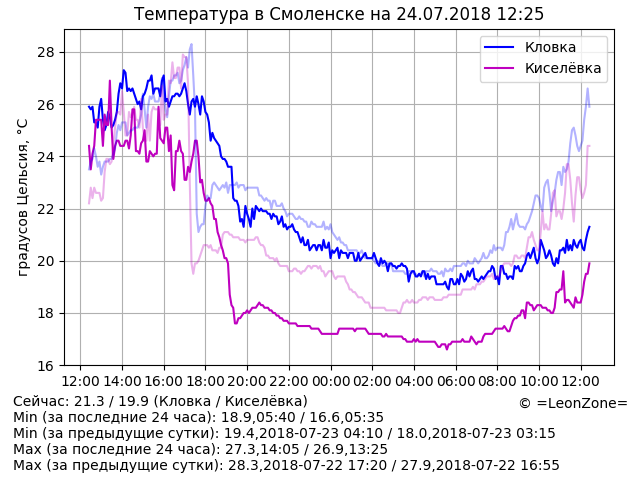 Температура в Смоленске на 24.07.2018 12:25
Кловка
Киселёвка
градусов Цельсия, °C
28
26
24
22
20
18
16
12:00 14:00 16:00 18:00 20:00 22:00 00:00 02:00 04:00 06:00 08:00 10:00 12:00
Сейчас: 21.3 / 19.9 (Кловка / Киселёвка)
© =LeonZone=
Min (за последние 24 часа): 18.9,05:40 / 16.6,05:35
Min (за предыдущие сутки): 19.4,2018-07-23 04:10 / 18.0,2018-07-23 03:15
Max (за последние 24 часа): 27.3,14:05 / 26.9,13:25
Max (за предыдущие сутки): 28.3,2018-07-22 17:20 / 27.9,2018-07-22 16:55